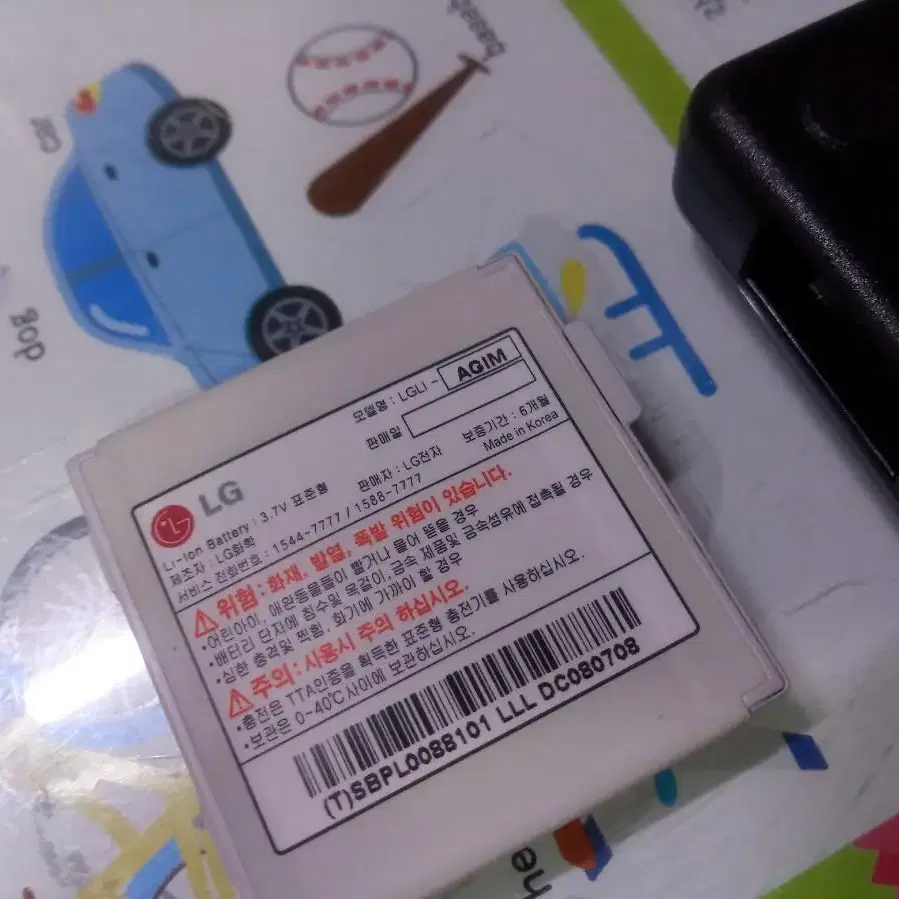 car
dog
baseball
모델명 : LGLI - AGIM
판매일
LG
보증기간 : 6개월
Li-Ion Battery : 3.7V 표준형
판매자 : LG전자
Made in Korea
제조자 : LG화학
서비스 전화번호 : 1544-7777 / 1588-7777
위험 : 화재, 발열, 폭발 위험이 있습니다.
•어린아이, 애완동물들이 빨거나 물어 뜯을 경우
•배터리 단자에 침수및 목걸이, 금속 제품및 금속성유에 접촉될 경우
•심한 충격및 찍힘, 화기에 가까이 할 경우
주의 : 사용시 주의 하십시오.
•충전은 TTA인증을 획득한 표준형 충전기를 사용하십시오.
•보관은 0~40℃ 사이에 보관하십시오.
(T)SBPL0088101 LLL DC080708
he